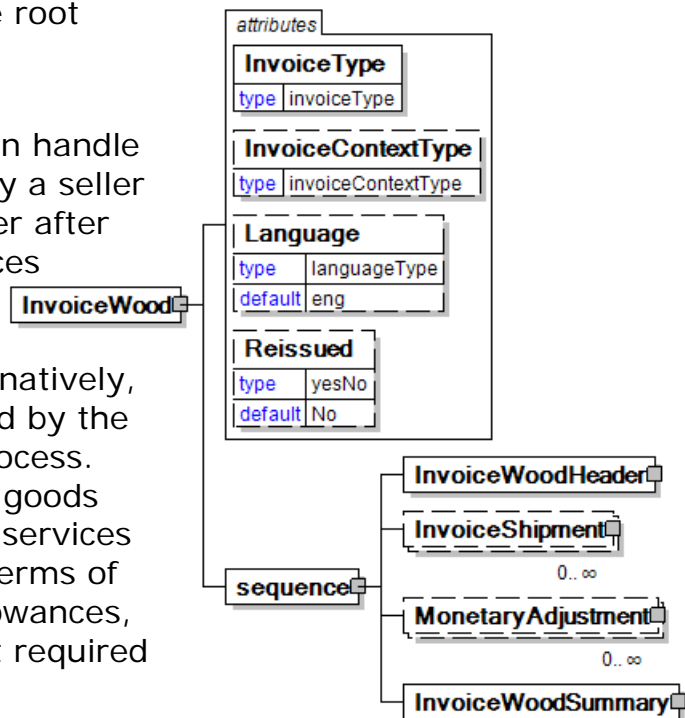 e root
n handle
y a seller
er after
ces
natively,
d by the
ocess.
goods
services
erms of
owances,
t required
attributes
InvoiceType
type invoiceType
InvoiceContextType
type invoiceContextType
Language
type languageType
default eng
Reissued
type yesNo
default No
InvoiceWood
sequence
InvoiceWoodHeader
InvoiceShipment
0.. ∞
MonetaryAdjustment
0.. ∞
InvoiceWoodSummary